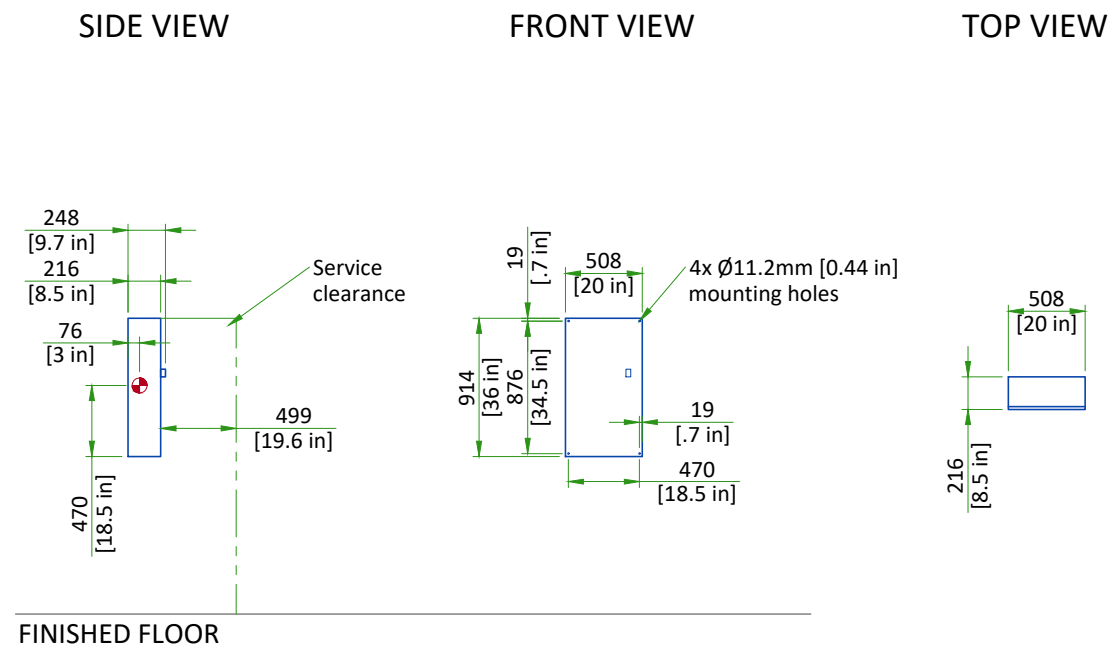 SIDE VIEW
FRONT VIEW
TOP VIEW
248
[9.7 in]
216
[8.5 in]
76
[3 in]
Service
clearance
499
[19.6 in]
470
[18.5 in]
19
[.7 in]
508
[20 in]
4x Ø11.2mm [0.44 in]
mounting holes
914
[36 in]
876
[34.5 in]
19
[.7 in]
470
[18.5 in]
508
[20 in]
216
[8.5 in]
FINISHED FLOOR